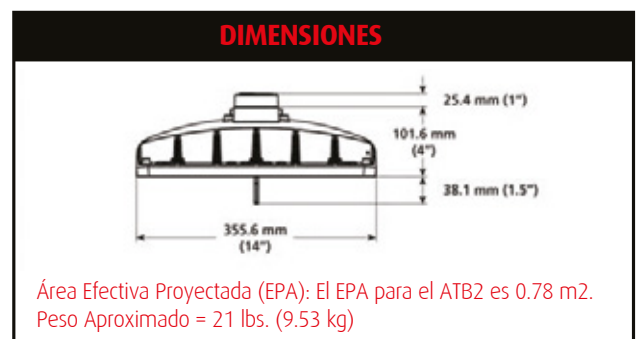 DIMENSIONES
25.4 mm (1")
101.6 mm
(4")
38.1 mm (1.5")
355.6 mm
(14")
Área Efectiva Proyectada (EPA): El EPA para el ATB2 es 0.78 m2.
Peso Aproximado = 21 lbs. (9.53 kg)